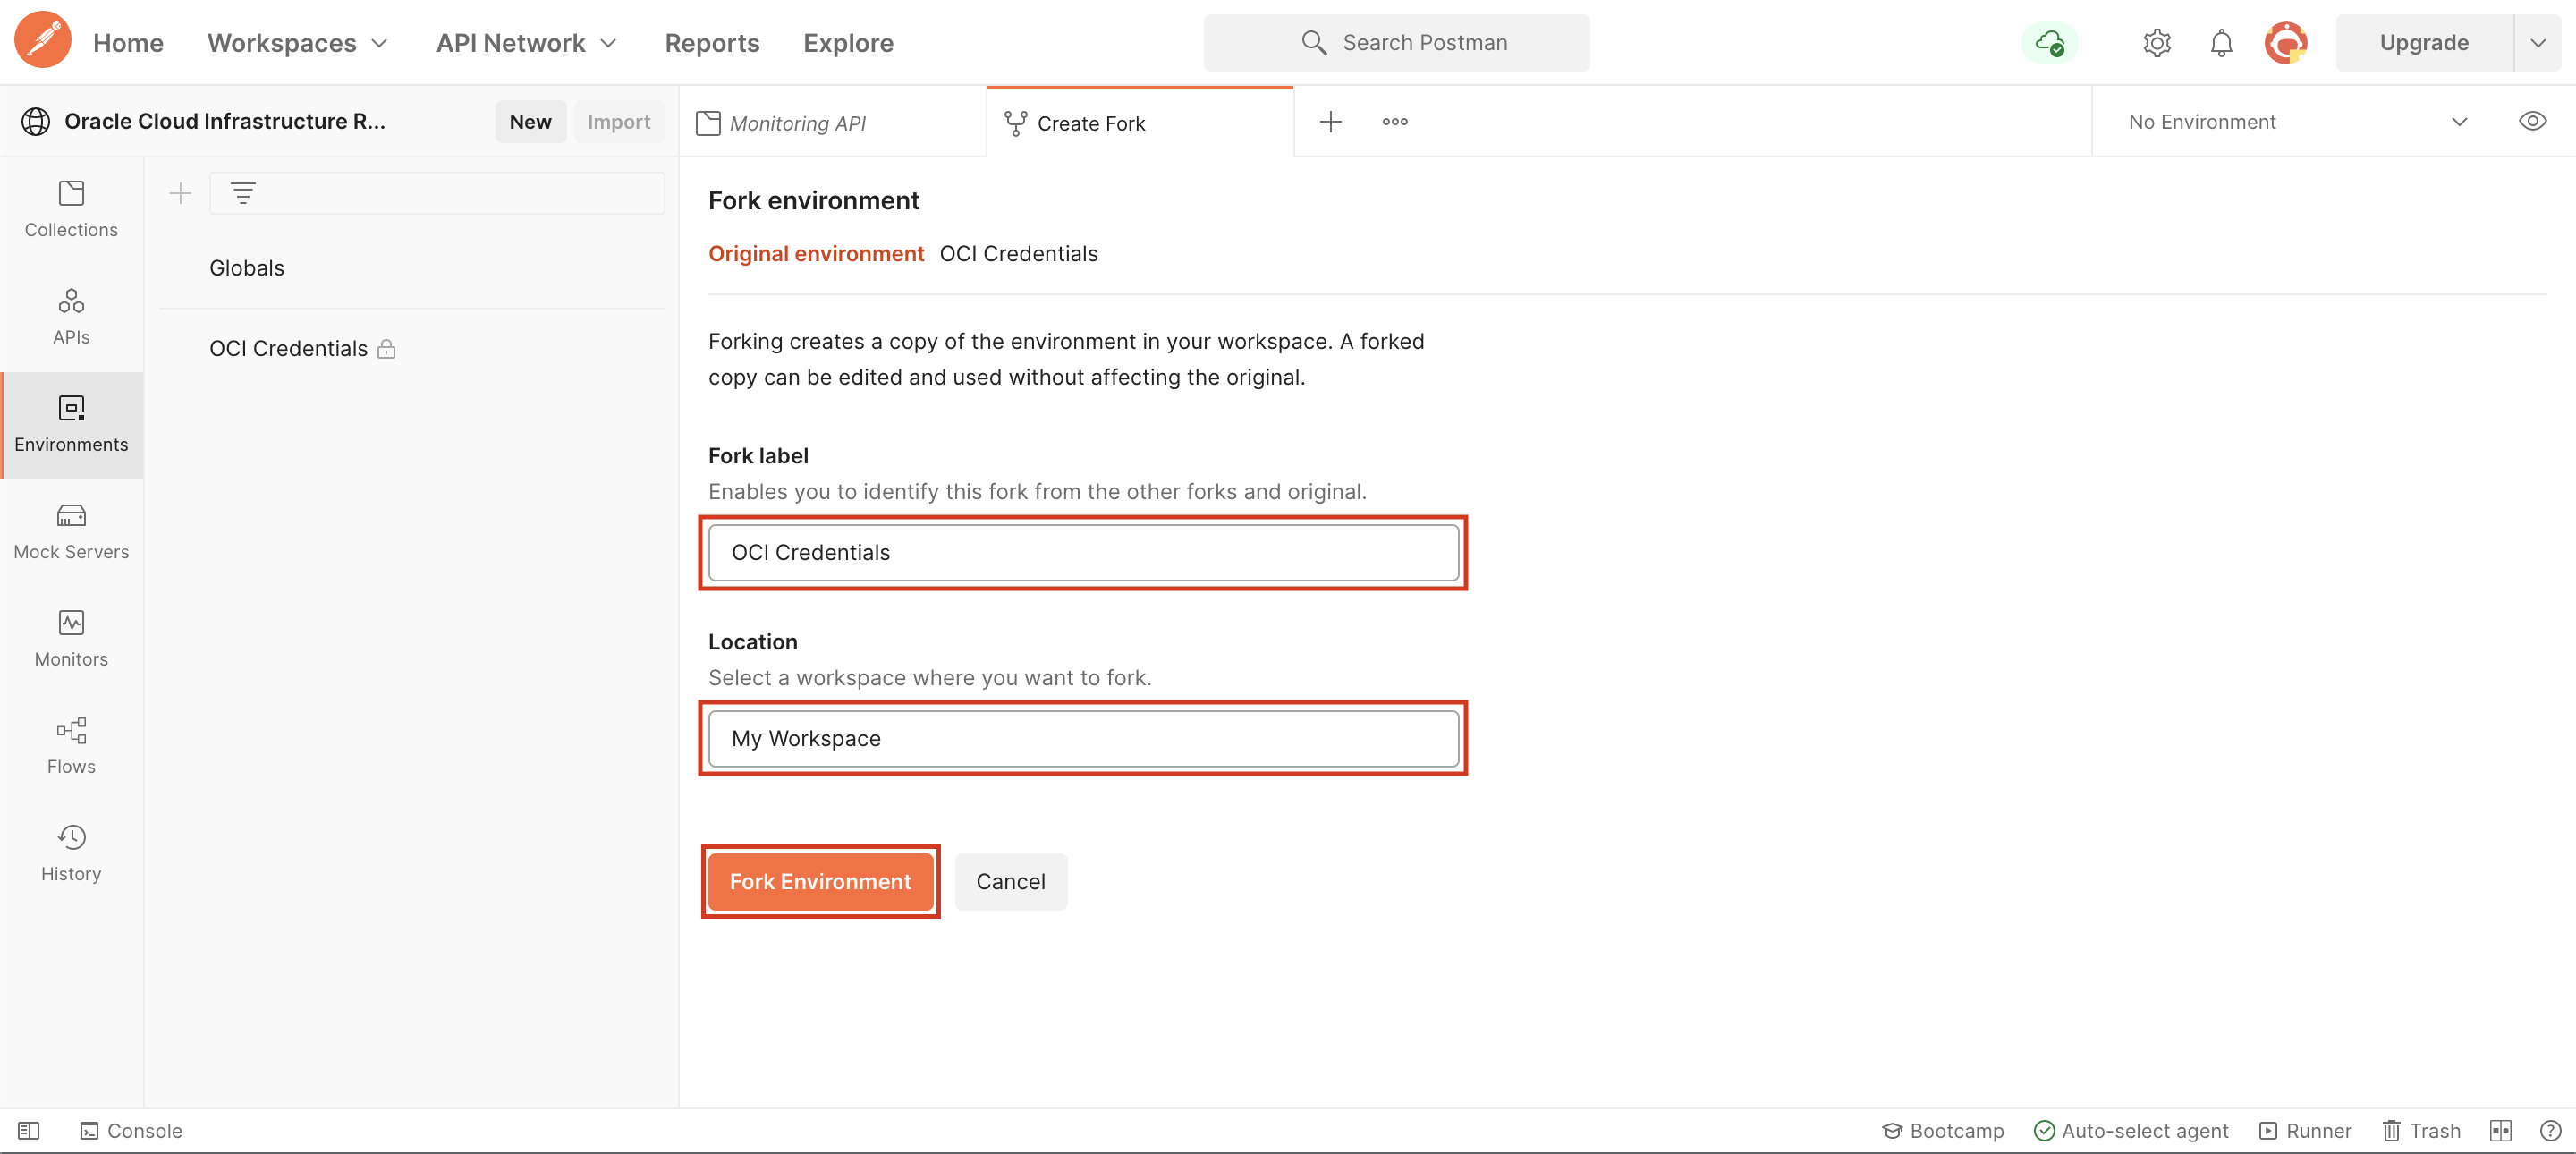 Home Workspaces API Network Reports Explore Search Postman Upgrade
Oracle Cloud Infrastructure R... New Import Monitoring API Create Fork No Environment
Collections
APIs
Environments
Mock Servers
Monitors
Flows
History
Globals
OCI Credentials
Fork environment
Original environment OCI Credentials
Forking creates a copy of the environment in your workspace. A forked
copy can be edited and used without affecting the original.
Fork label
Enables you to identify this fork from the other forks and original.
OCI Credentials
Location
Select a workspace where you want to fork.
My Workspace
Fork Environment Cancel
Console Bootcamp Auto-select agent Runner Trash